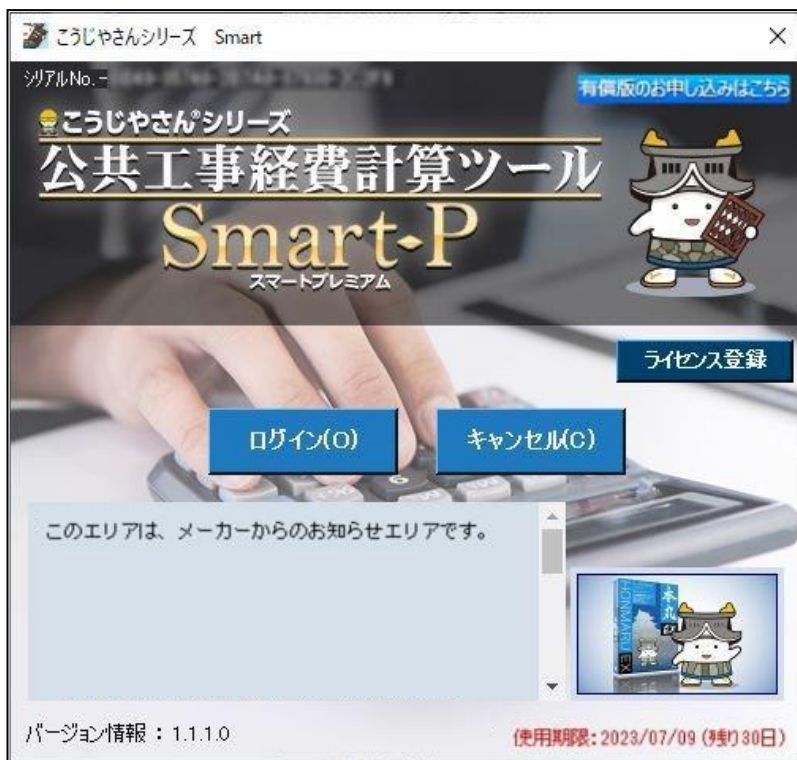 こうじやさんシリーズ Smart
シリアルNo.-
有償版のお申し込みはこちら
こうじやさん®シリーズ
公共工事経費計算ツール
Smart-P
スマートプレミアム
ライセンス登録
ログイン(O)
キャンセル(C)
このエリアは、メーカーからのお知らせエリアです。
本丸
EX
HONMARU EX
バージョン情報 : 1.1.1.0
(使用期限: 2023/07/09 (残り30日)